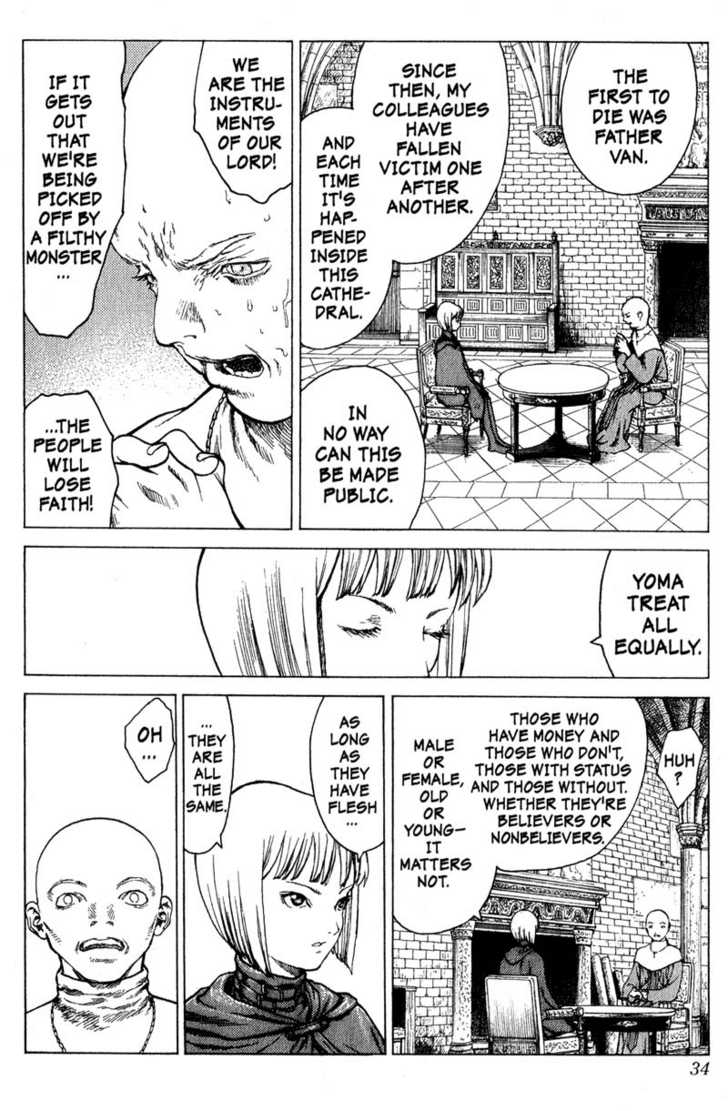 THE
FIRST TO
DIE WAS
FATHER
VAN.
SINCE
THEN, MY
COLLEAGUES
HAVE
FALLEN
VICTIM ONE
AFTER
ANOTHER.
AND
EACH
TIME
IT'S
HAP-
PENED
INSIDE
THIS
CATHE-
DRAL.
IN
NO WAY
CAN THIS
BE MADE
PUBLIC.
WE
ARE THE
INSTRU-
MENTS
OF OUR
LORD!
IF IT
GETS
OUT
THAT
WE'RE
BEING
PICKED
OFF BY
A FILTHY
MONSTER
...
...THE
PEOPLE
WILL
LOSE
FAITH!
YOMA
TREAT
ALL
EQUALLY.
HUH
?
THOSE WHO
HAVE MONEY AND
THOSE WHO DON'T,
THOSE WITH STATUS
AND THOSE WITHOUT.
WHETHER THEY'RE
BELIEVERS OR
NONBELIEVERS.
MALE
OR
FEMALE,
OLD
OR
YOUNG—
IT
MATTERS
NOT.
AS
LONG
AS
THEY
HAVE
FLESH
...
...
THEY
ARE
ALL
THE
SAME.
OH
...
34